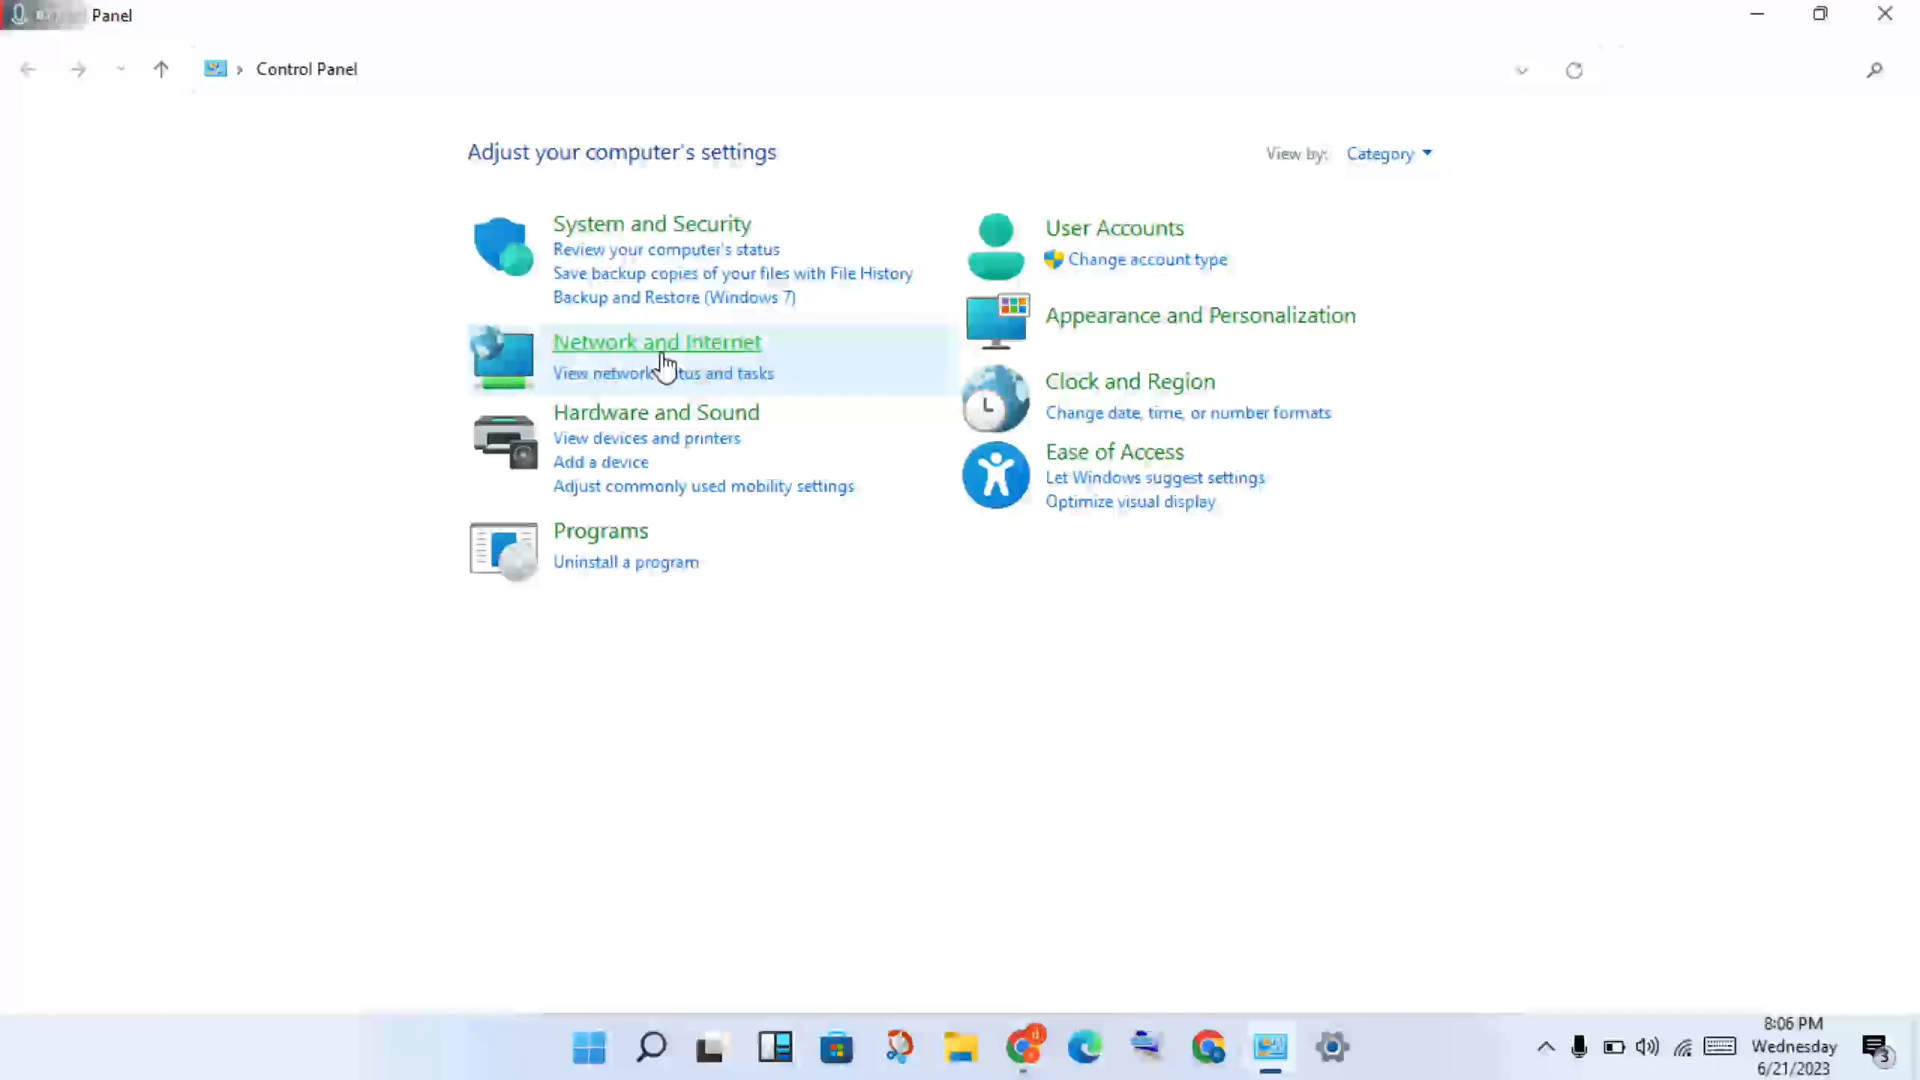 Panel
Control Panel
Adjust your computer's settings
View by: Category
System and Security
Review your computer's status
Save backup copies of your files with File History
Backup and Restore (Windows 7)
Network and Internet
View network status and tasks
Hardware and Sound
View devices and printers
Add a device
Adjust commonly used mobility settings
Programs
Uninstall a program
User Accounts
Change account type
Appearance and Personalization
Clock and Region
Change date, time, or number formats
Ease of Access
Let Windows suggest settings
Optimize visual display
d
8:06 PM
Wednesday
6/21/2023
3